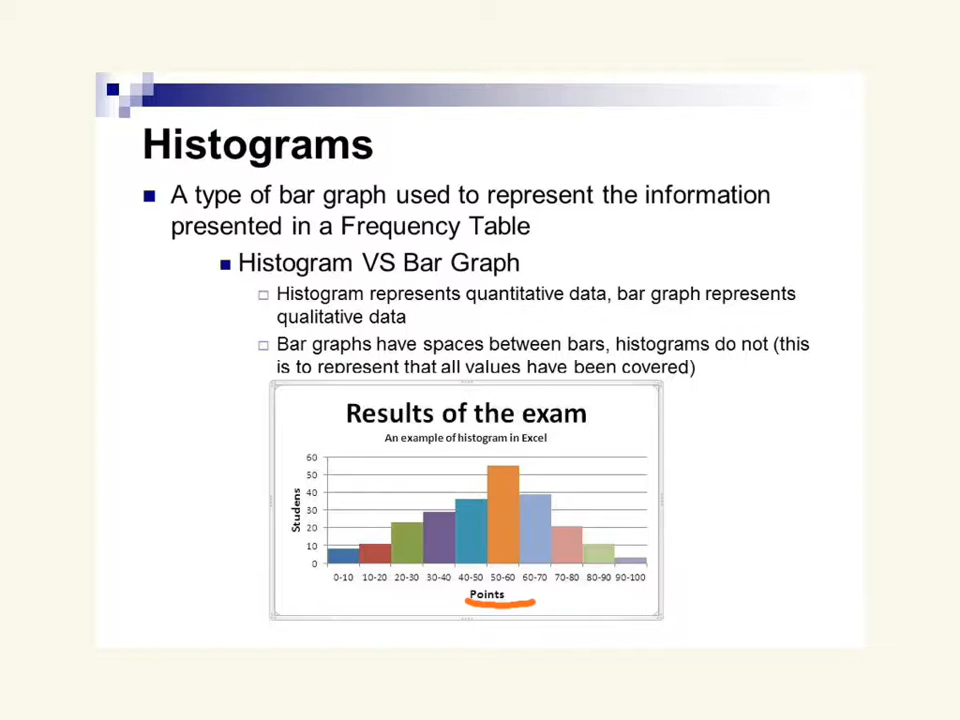 Histograms
A type of bar graph used to represent the information
presented in a Frequency Table
Histogram VS Bar Graph
Histogram represents quantitative data, bar graph represents
qualitative data
Bar graphs have spaces between bars, histograms do not (this
is to represent that all values have been covered)
Results of the exam
An example of histogram in Excel
Studens
60
50
40
30
20
10
0
0-10 10-20 20-30 30-40 40-50 50-60 60-70 70-80 80-90 90-100
Points